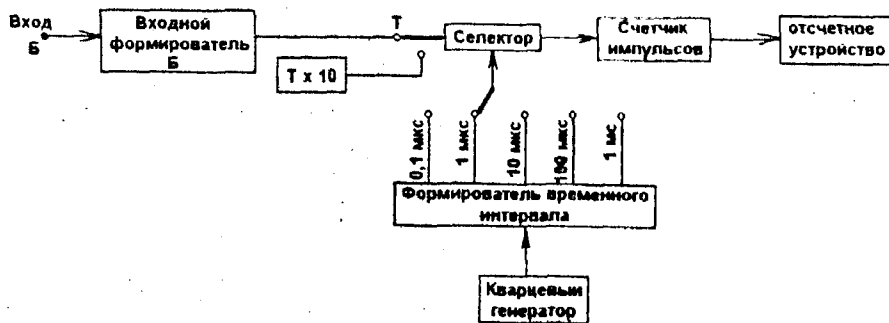 Вход
Б
Входной
формирователь
Б
Т
Т х 10
Селектор
Счетчик
импульсов
отсчетное
устройство
0,1 мкс
1 мкс
10 мкс
100 мкс
1 мс
Формирователь временного
интервала
Кварцевый
генератор